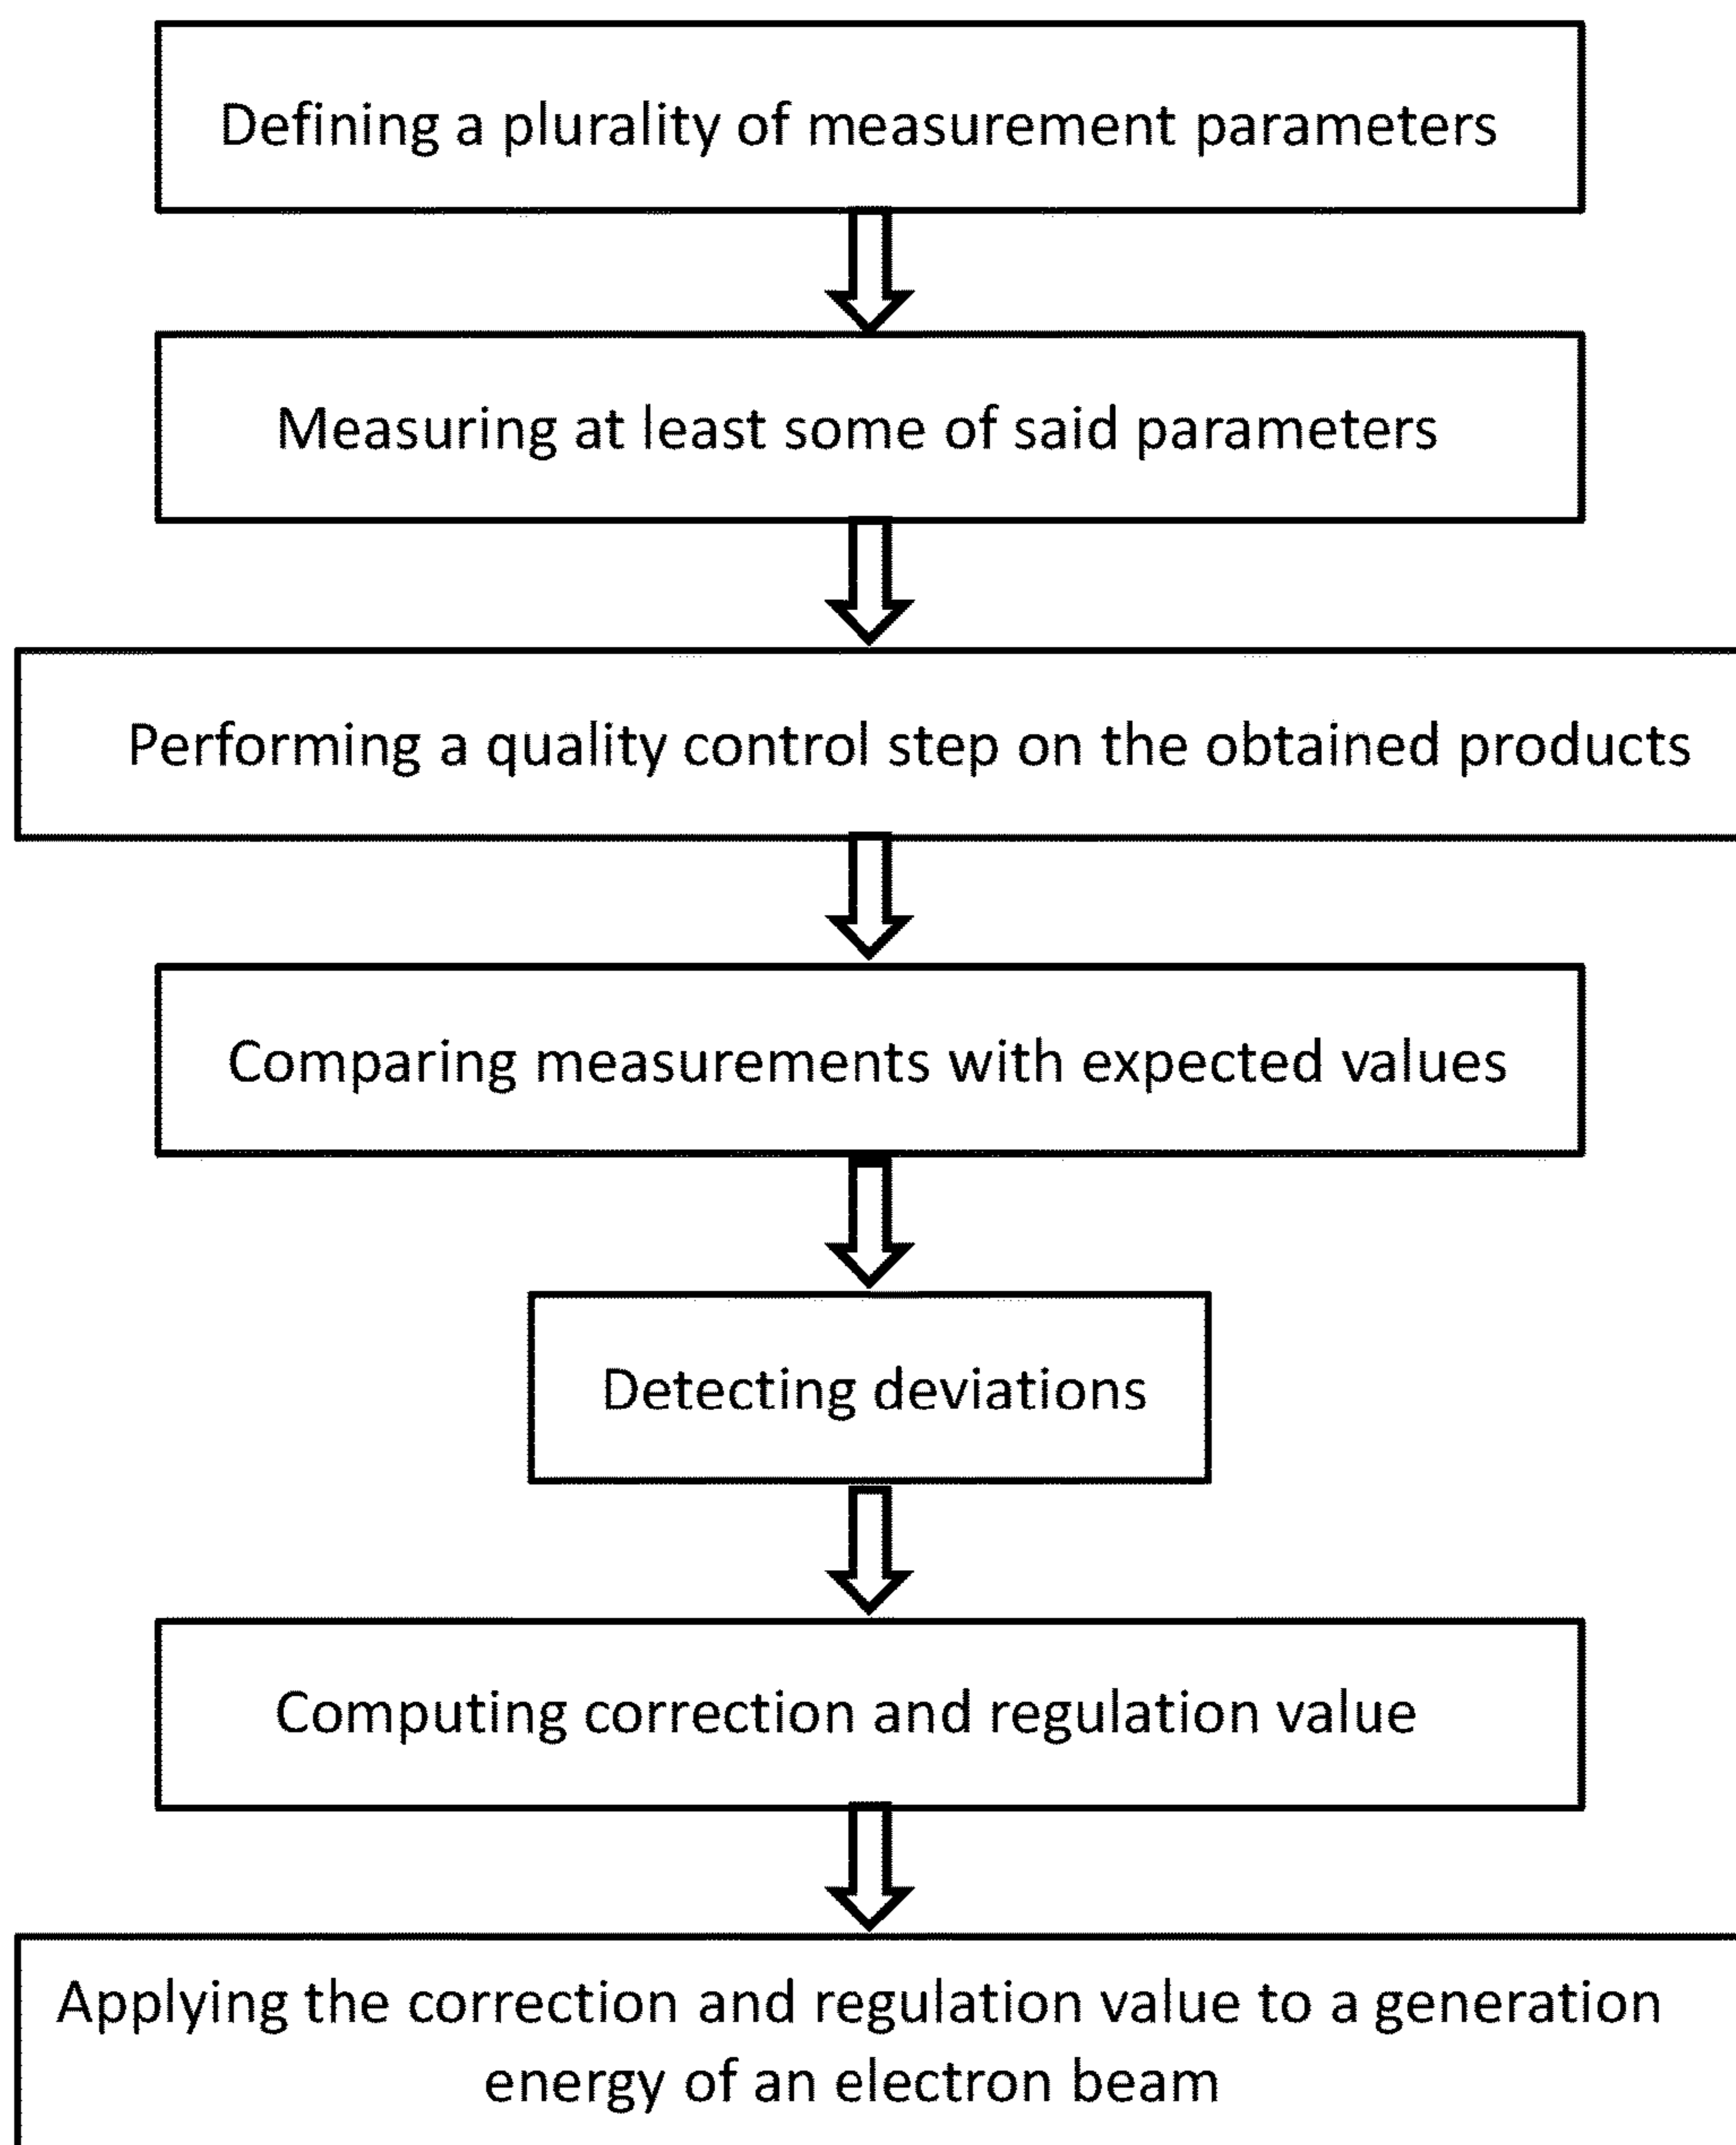 Defining a plurality of measurement parameters
Measuring at least some of said parameters
Performing a quality control step on the obtained products
Comparing measurements with expected values
Detecting deviations
Computing correction and regulation value
Applying the correction and regulation value to a generation
energy of an electron beam